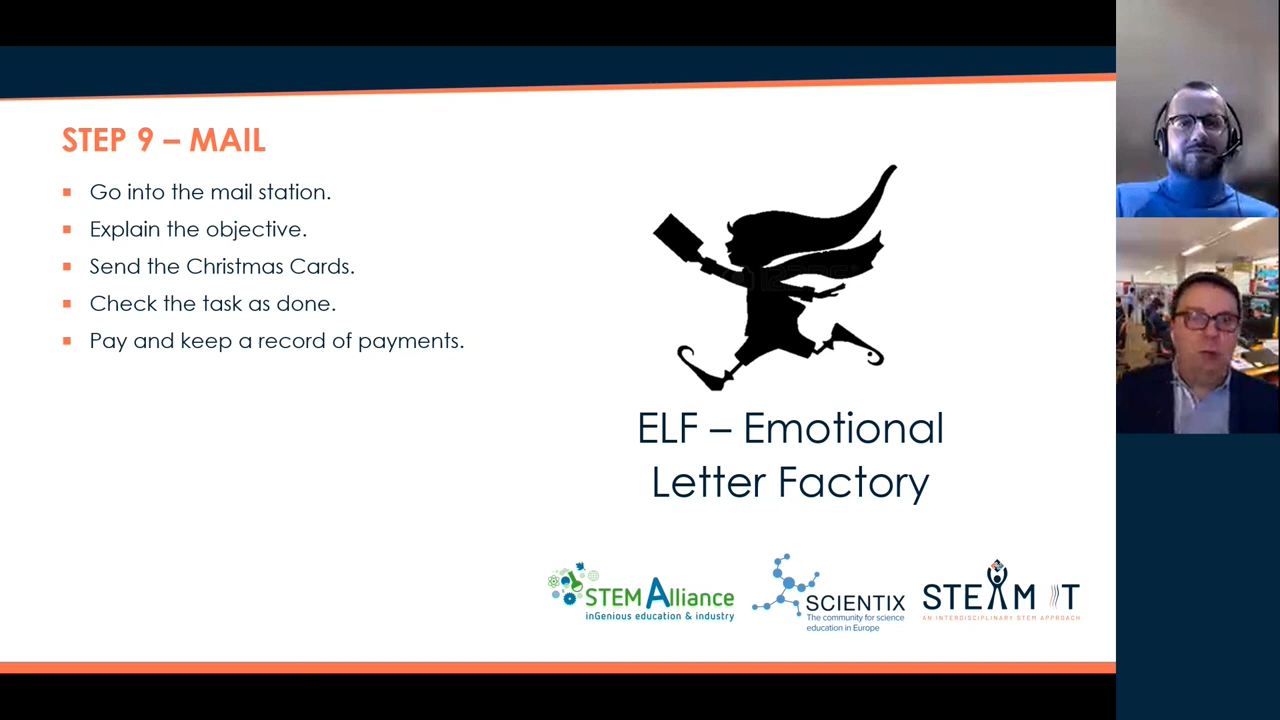 STEP 9 – MAIL
Go into the mail station.
Explain the objective.
Send the Christmas Cards.
Check the task as done.
Pay and keep a record of payments.
ELF – Emotional
Letter Factory
STEM Alliance
inGenious education & industry
SCIENTIX
The community for science
education in Europe
STEAM IT
AN INTERDISCIPLINARY STEM APPROACH